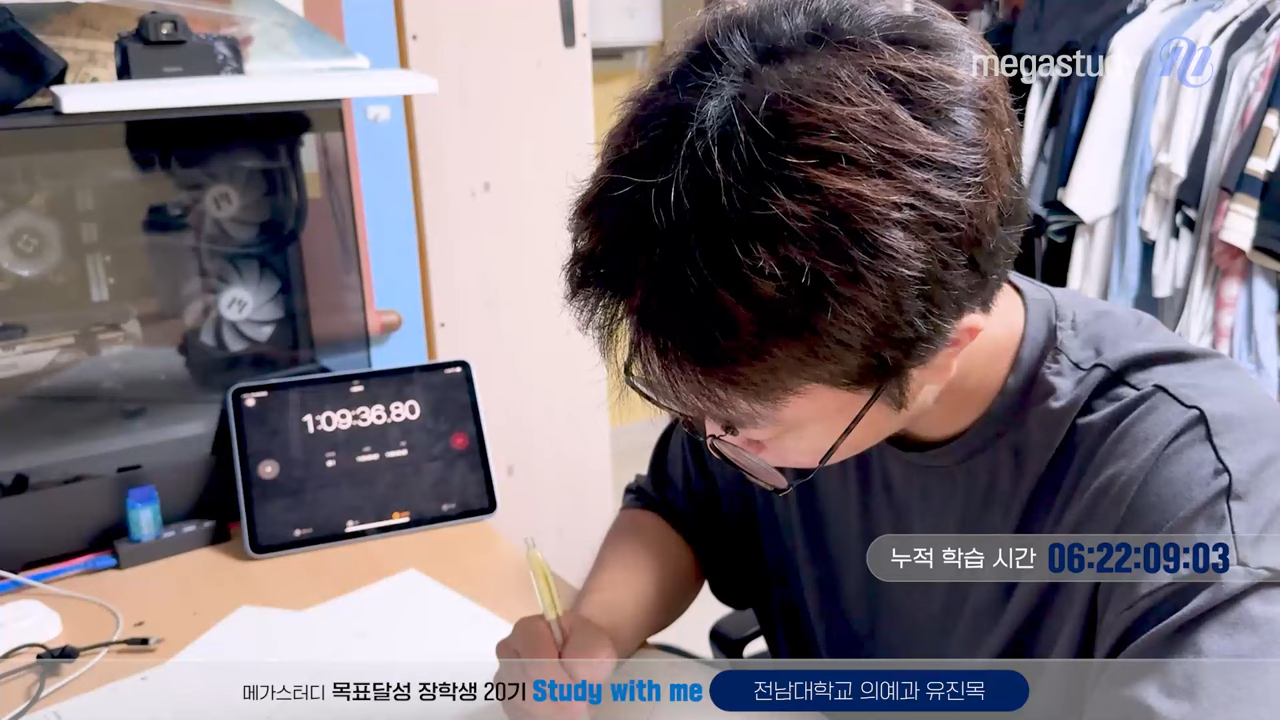 megastudy
1:09:36.80
누적 학습 시간 06:22:09:03
메가스터디 목표달성 장학생 20기 Study with me 전남대학교 의예과 유진목